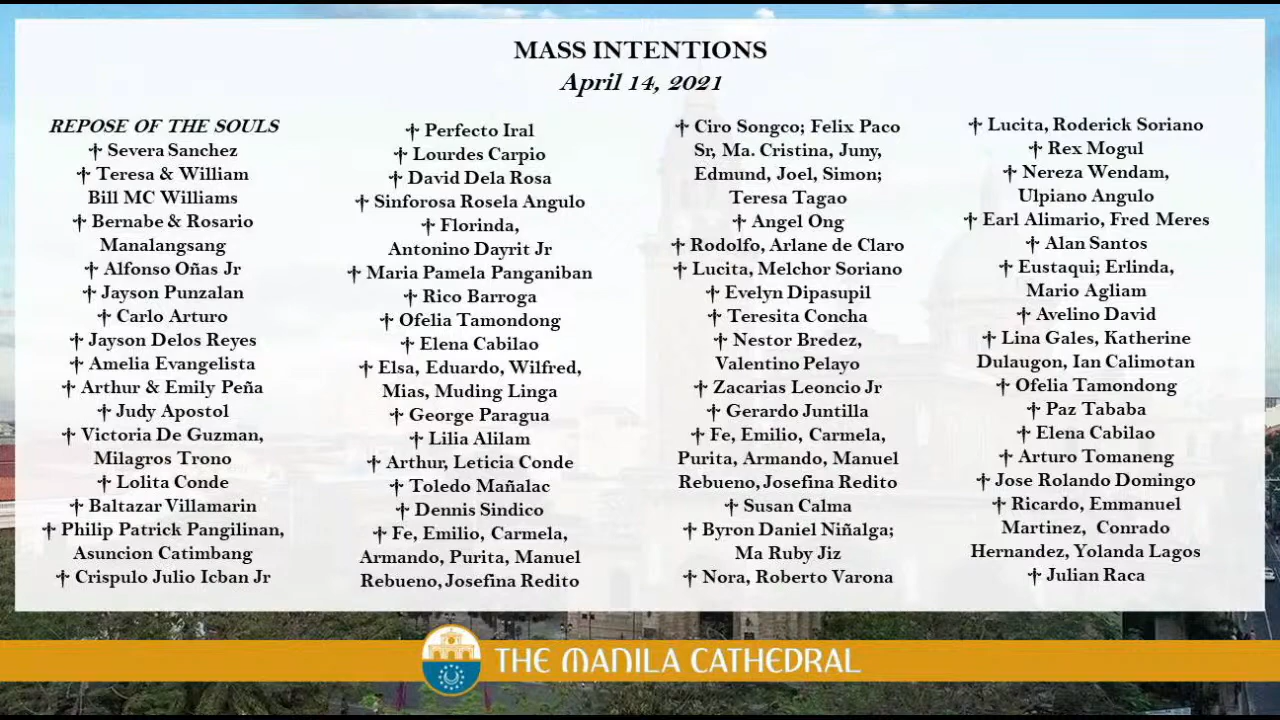 MASS INTENTIONS
April 14, 2021
REPOSE OF THE SOULS
✝ Severa Sanchez
✝ Teresa & William
Bill MC Williams
✝ Bernabe & Rosario
Manalangsang
✝ Alfonso Oñas Jr
✝ Jayson Punzalan
✝ Carlo Arturo
✝ Jayson Delos Reyes
✝ Amelia Evangelista
✝ Arthur & Emily Peña
✝ Judy Apostol
✝ Victoria De Guzman,
Milagros Trono
✝ Lolita Conde
✝ Baltazar Villamarin
✝ Philip Patrick Pangilinan,
Asuncion Catimbang
✝ Crispulo Julio Icban Jr
✝ Perfecto Iral
✝ Lourdes Carpio
✝ David Dela Rosa
✝ Sinforosa Rosela Angulo
✝ Florinda,
Antonino Dayrit Jr
✝ Maria Pamela Panganiban
✝ Rico Barroga
✝ Ofelia Tamondong
✝ Elena Cabilao
✝ Elsa, Eduardo, Wilfred,
Mias, Muding Linga
✝ George Paragua
✝ Lilia Alilam
✝ Arthur, Leticia Conde
✝ Toledo Mañalac
✝ Dennis Sindico
✝ Fe, Emilio, Carmela,
Armando, Purita, Manuel
Rebueno, Josefina Redito
✝ Ciro Songco; Felix Paco
Sr, Ma. Cristina, Juny,
Edmund, Joel, Simon;
Teresa Tagao
✝ Angel Ong
✝ Rodolfo, Arlane de Claro
✝ Lucita, Melchor Soriano
✝ Evelyn Dipasupil
✝ Teresita Concha
✝ Nestor Bredez,
Valentino Pelayo
✝ Zacarias Leoncio Jr
✝ Gerardo Juntilla
✝ Fe, Emilio, Carmela,
Purita, Armando, Manuel
Rebueno, Josefina Redito
✝ Susan Calma
✝ Byron Daniel Niñalga;
Ma Ruby Jiz
✝ Nora, Roberto Varona
✝ Lucita, Roderick Soriano
✝ Rex Mogul
✝ Nereza Wendam,
Ulpiano Angulo
✝ Earl Alimario, Fred Meres
✝ Alan Santos
✝ Eustaqui; Erlinda,
Mario Agliam
✝ Avelino David
✝ Lina Gales, Katherine
Dulaugon, Ian Calimotan
✝ Ofelia Tamondong
✝ Paz Tababa
✝ Elena Cabilao
✝ Arturo Tomaneng
✝ Jose Rolando Domingo
✝ Ricardo, Emmanuel
Martinez, Conrado
Hernandez, Yolanda Lagos
✝ Julian Raca
THE MANILA CATHEDRAL